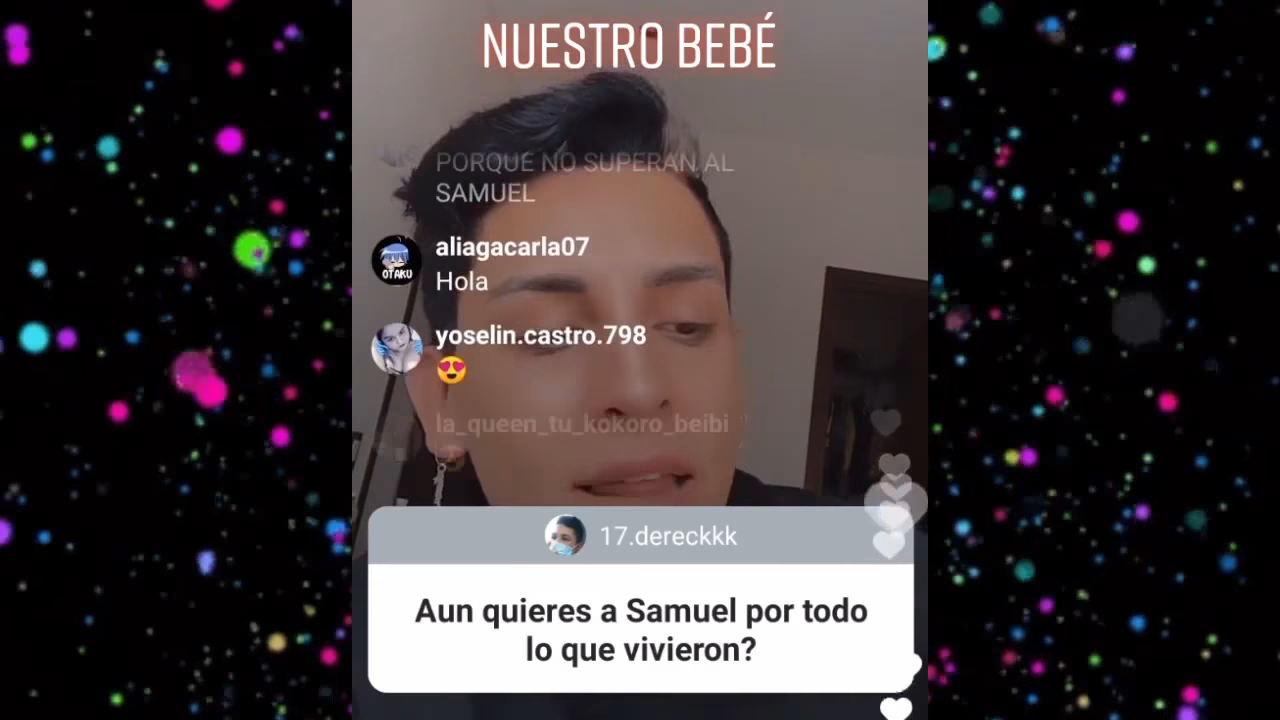 NUESTRO BEBÉ
PORQUE NO SUPERAN AL
SAMUEL
aliagacarla07
Hola
OTAKU
yoselin.castro.798
la_queen_tu_kokoro_beibi
17.dereckkk
Aun quieres a Samuel por todo
lo que vivieron?